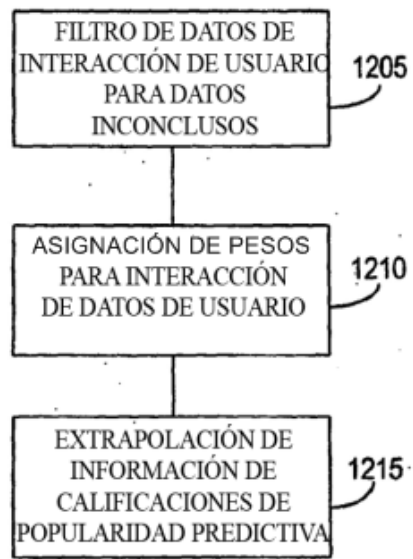 FILTRO DE DATOS DE
INTERACCIÓN DE USUARIO
PARA DATOS
INCONCLUSOS
1205
ASIGNACIÓN DE PESOS
PARA INTERACCIÓN
DE DATOS DE USUARIO
1210
EXTRAPOLACIÓN DE
INFORMACIÓN DE
CALIFICACIONES DE
POPULARIDAD PREDICTIVA
1215